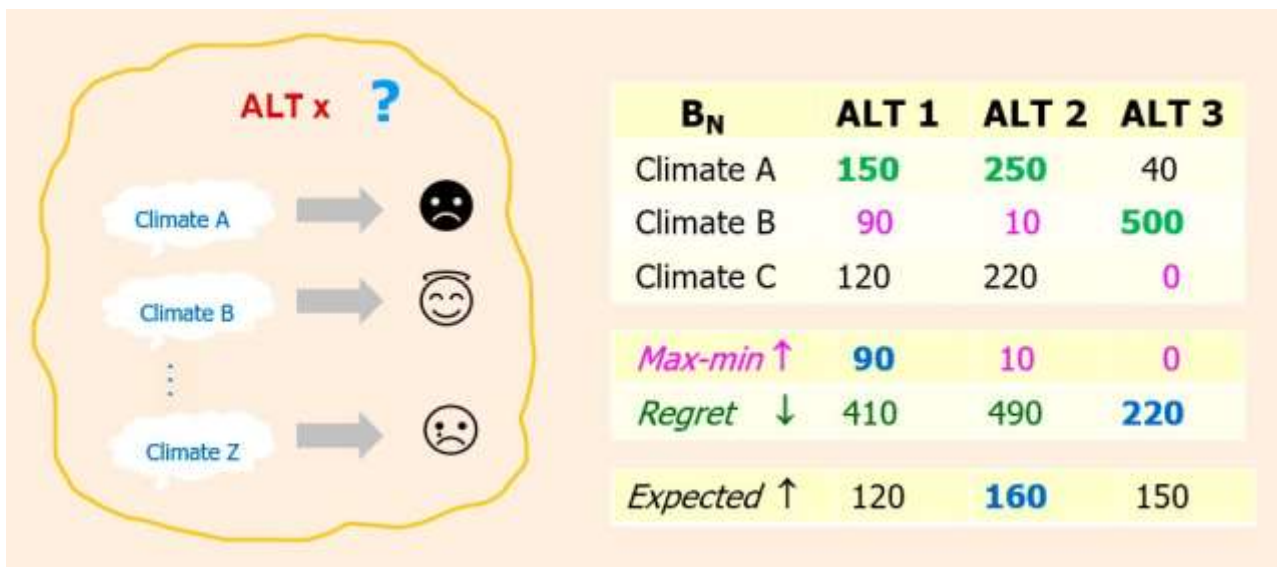 ALT x ?
Climate A
Climate B
⋮
Climate Z
B_N ALT 1 ALT 2 ALT 3
Climate A 150 250 40
Climate B 90 10 500
Climate C 120 220 0
Max-min ↑ 90 10 0
Regret ↓ 410 490 220
Expected ↑ 120 160 150